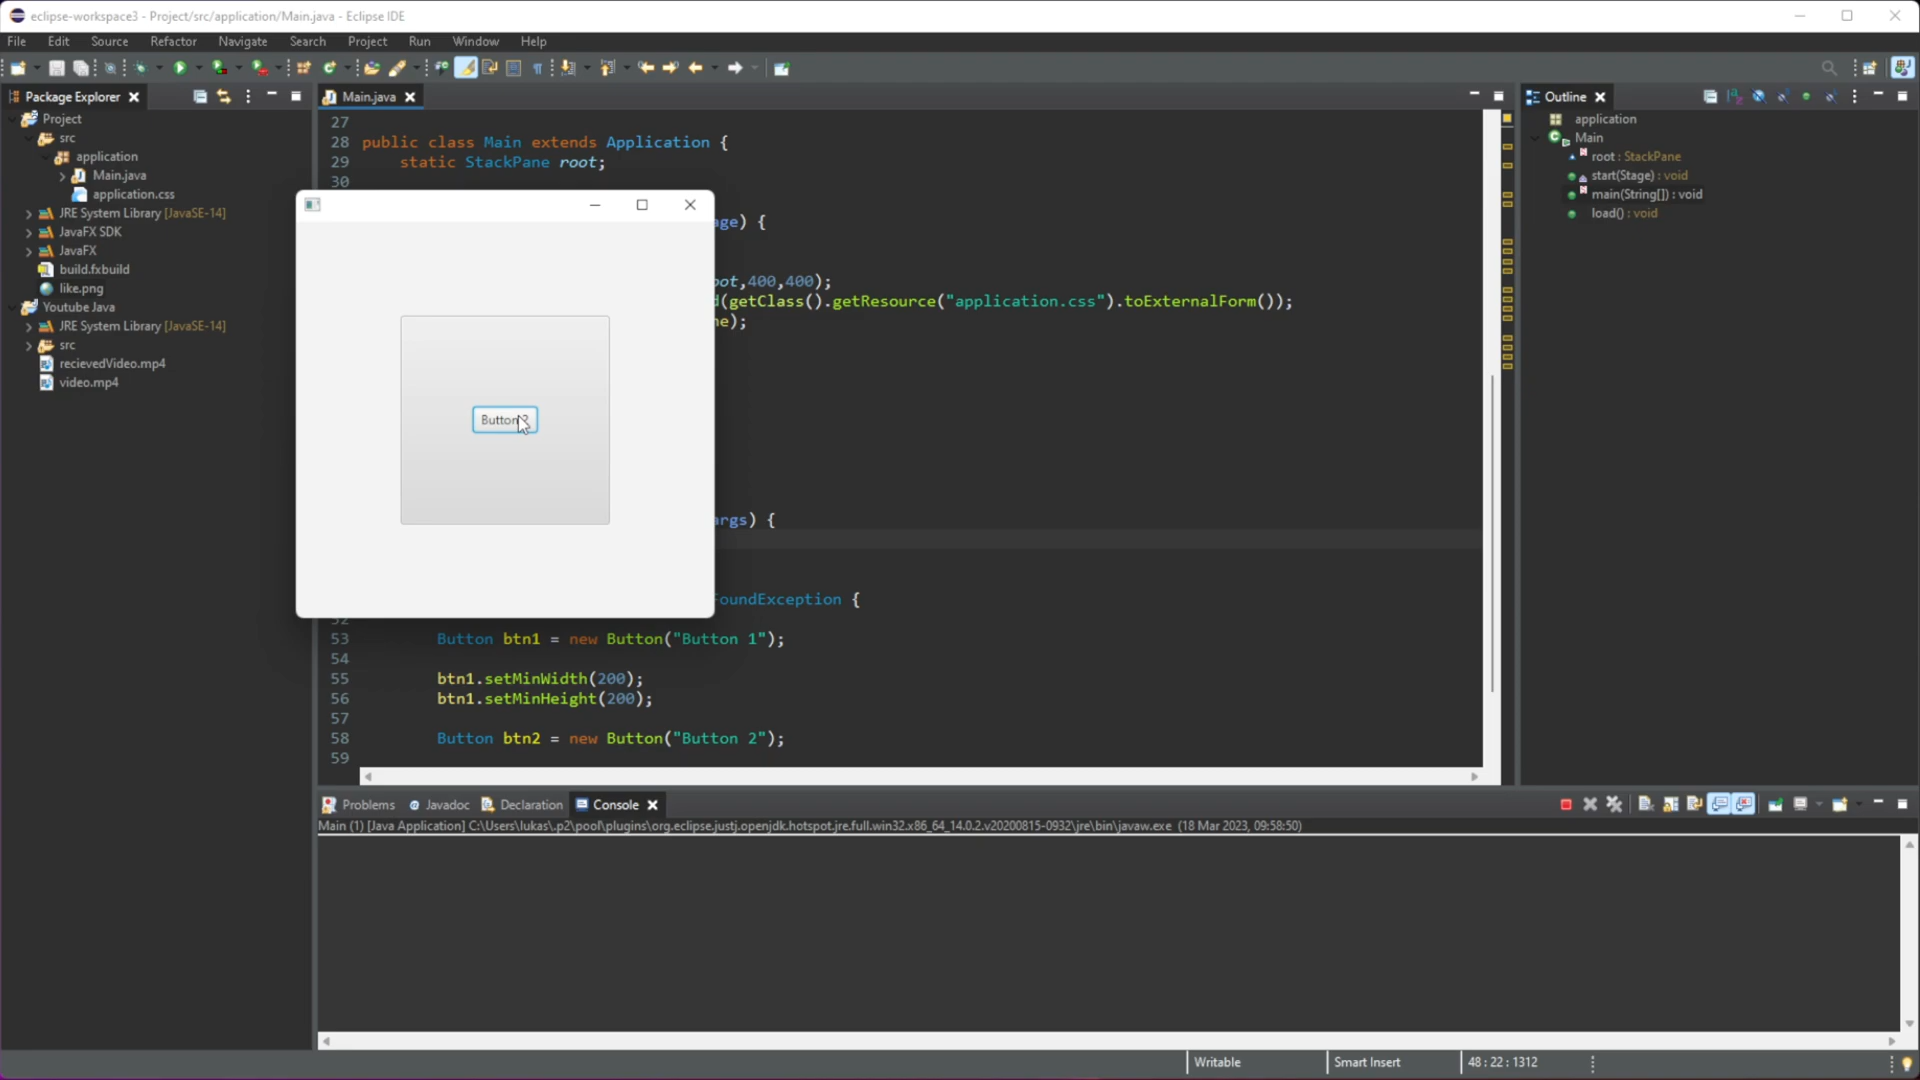 eclipse-workspace3 - Project/src/application/Main.java - Eclipse IDE
File Edit Source Refactor Navigate Search Project Run Window Help
Package Explorer
Project
src
application
Main.java
application.css
JRE System Library [JavaSE-14]
JavaFX SDK
JavaFX
build.fxbuild
like.png
Youtube Java
JRE System Library [JavaSE-14]
src
recievedVideo.mp4
video.mp4
Main.java
27
28 public class Main extends Application {
29 static StackPane root;
30
age) {
oot,400,400);
d(getClass().getResource("application.css").toExternalForm());
ne);
Button
args) {
FoundException {
52
53 Button btn1 = new Button("Button 1");
54
55 btn1.setMinWidth(200);
56 btn1.setMinHeight(200);
57
58 Button btn2 = new Button("Button 2");
59
Outline
application
Main
root : StackPane
start(Stage) : void
main(String[]) : void
load() : void
Problems Javadoc Declaration Console
Main (1) [Java Application] C:\Users\lukas\.p2\pool\plugins\org.eclipse.justj.openjdk.hotspot.jre.full.win32.x86_64_14.0.2.v20200815-0932\jre\bin\javaw.exe (18 Mar 2023, 09:58:50)
Writable Smart Insert 48 : 22 : 1312